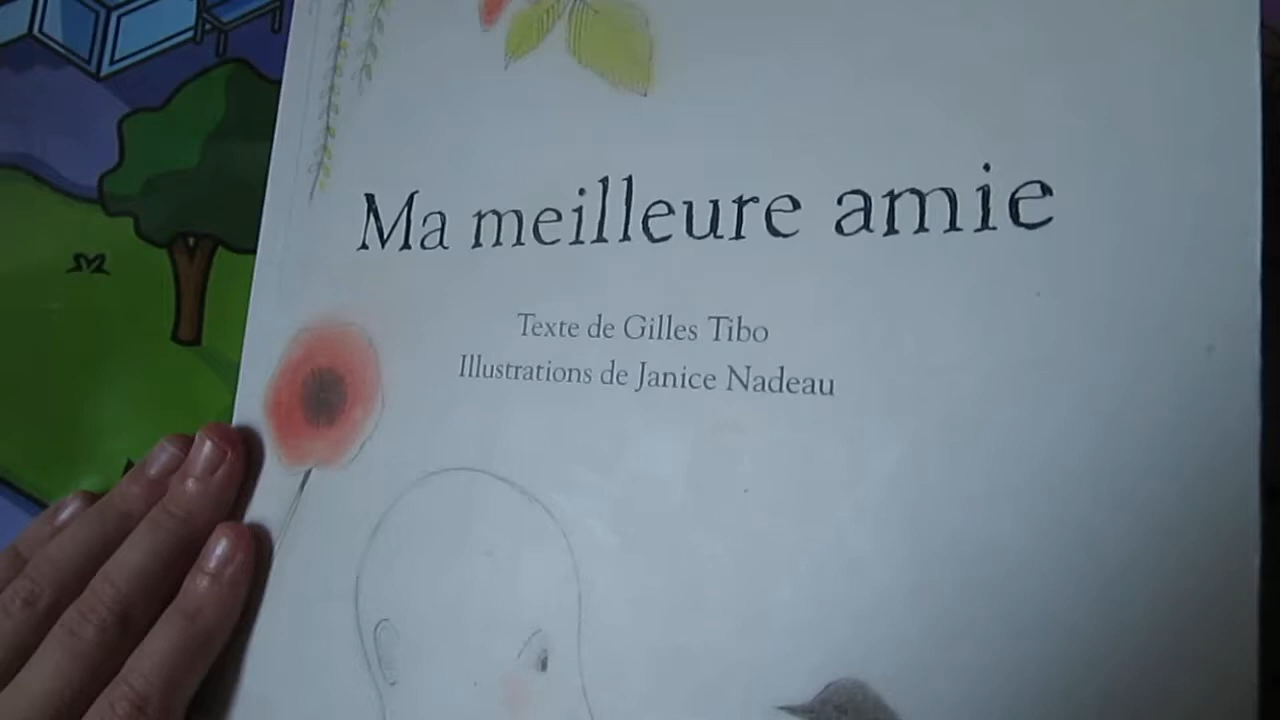 Ma meilleure amie
Texte de Gilles Tibo
Illustrations de Janice Nadeau